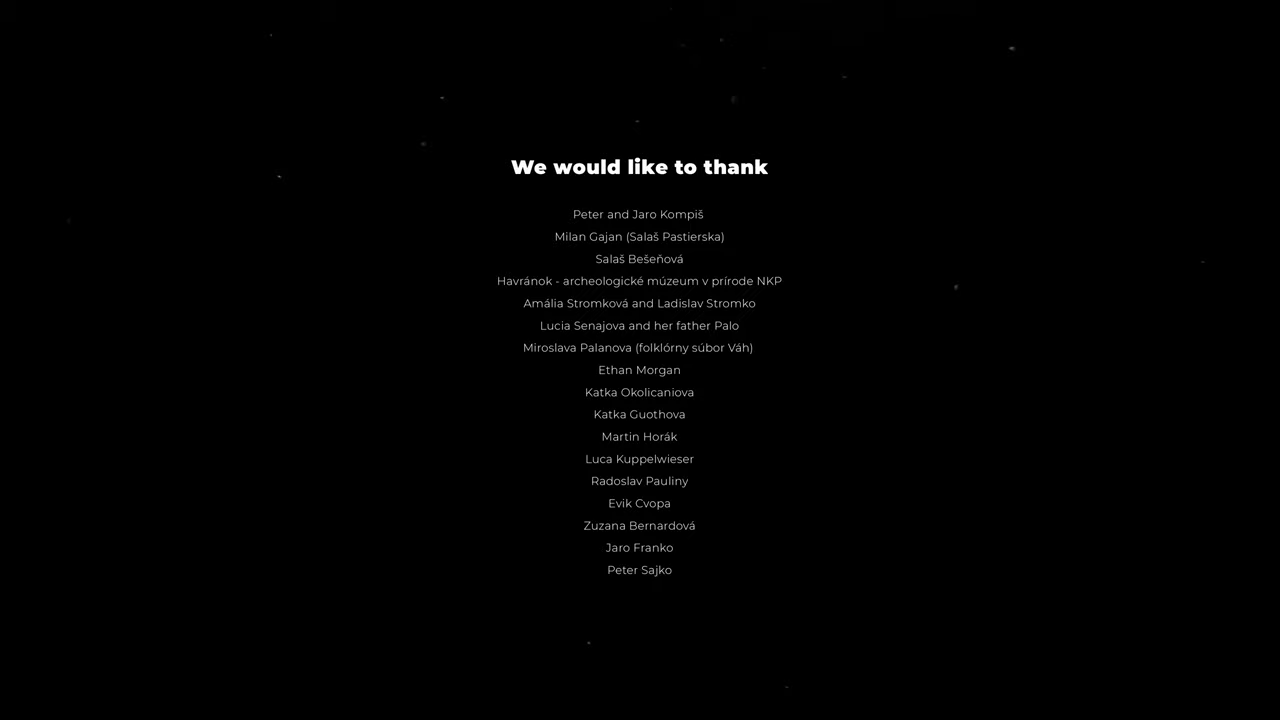 We would like to thank
Peter and Jaro Kompiš
Milan Gajan (Salaš Pastierska)
Salaš Bešeňová
Havránok - archeologické múzeum v prírode NKP
Amália Stromková and Ladislav Stromko
Lucia Senajova and her father Palo
Miroslava Palanova (folklórny súbor Váh)
Ethan Morgan
Katka Okolicaniova
Katka Guothova
Martin Horák
Luca Kuppelwieser
Radoslav Pauliny
Evik Cvopa
Zuzana Bernardová
Jaro Franko
Peter Sajko